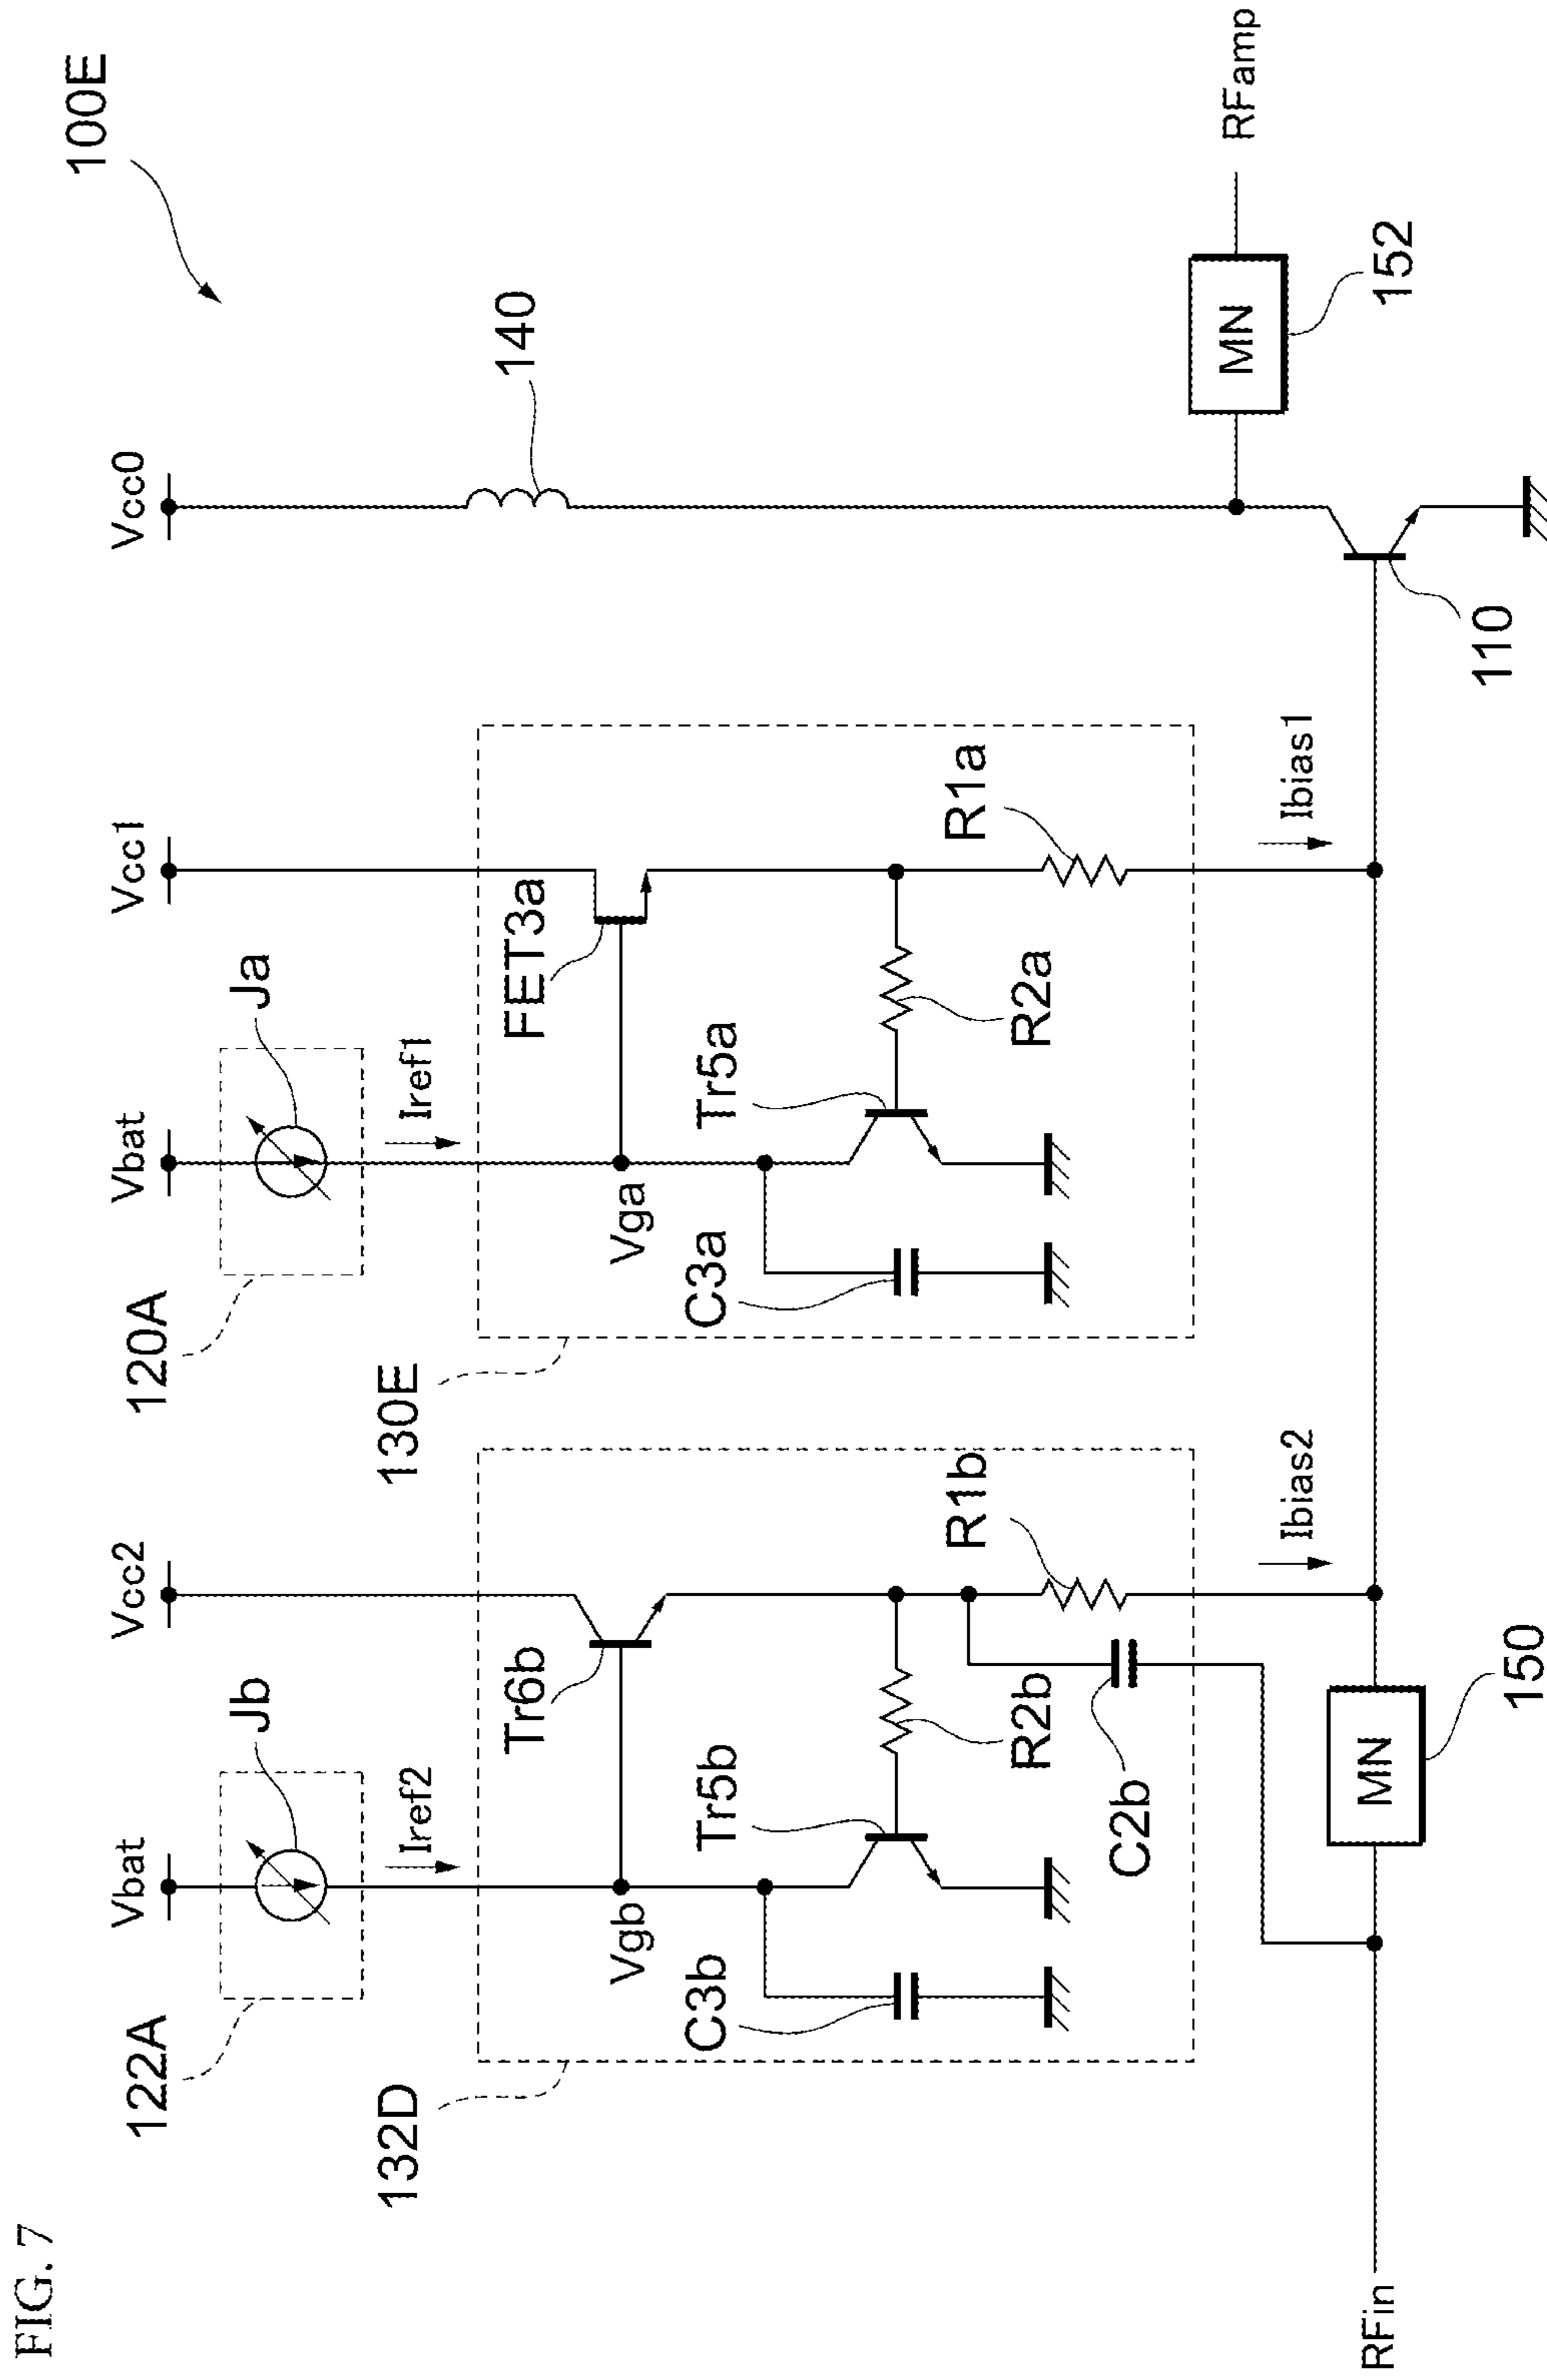 FIG. 7
100E
Vbat
Vcc2
Vbat
Vcc1
Vcc0
122A
Jb
120A
Ja
Iref2
Iref1
140
132D
Tr6b
130E
FET3a
Vgb
Vga
C3b
Tr5b
C3a
Tr5a
R2b
R1b
R2a
R1a
C2b
Ibias2
Ibias1
MN
RFamp
152
RFin
MN
150
110